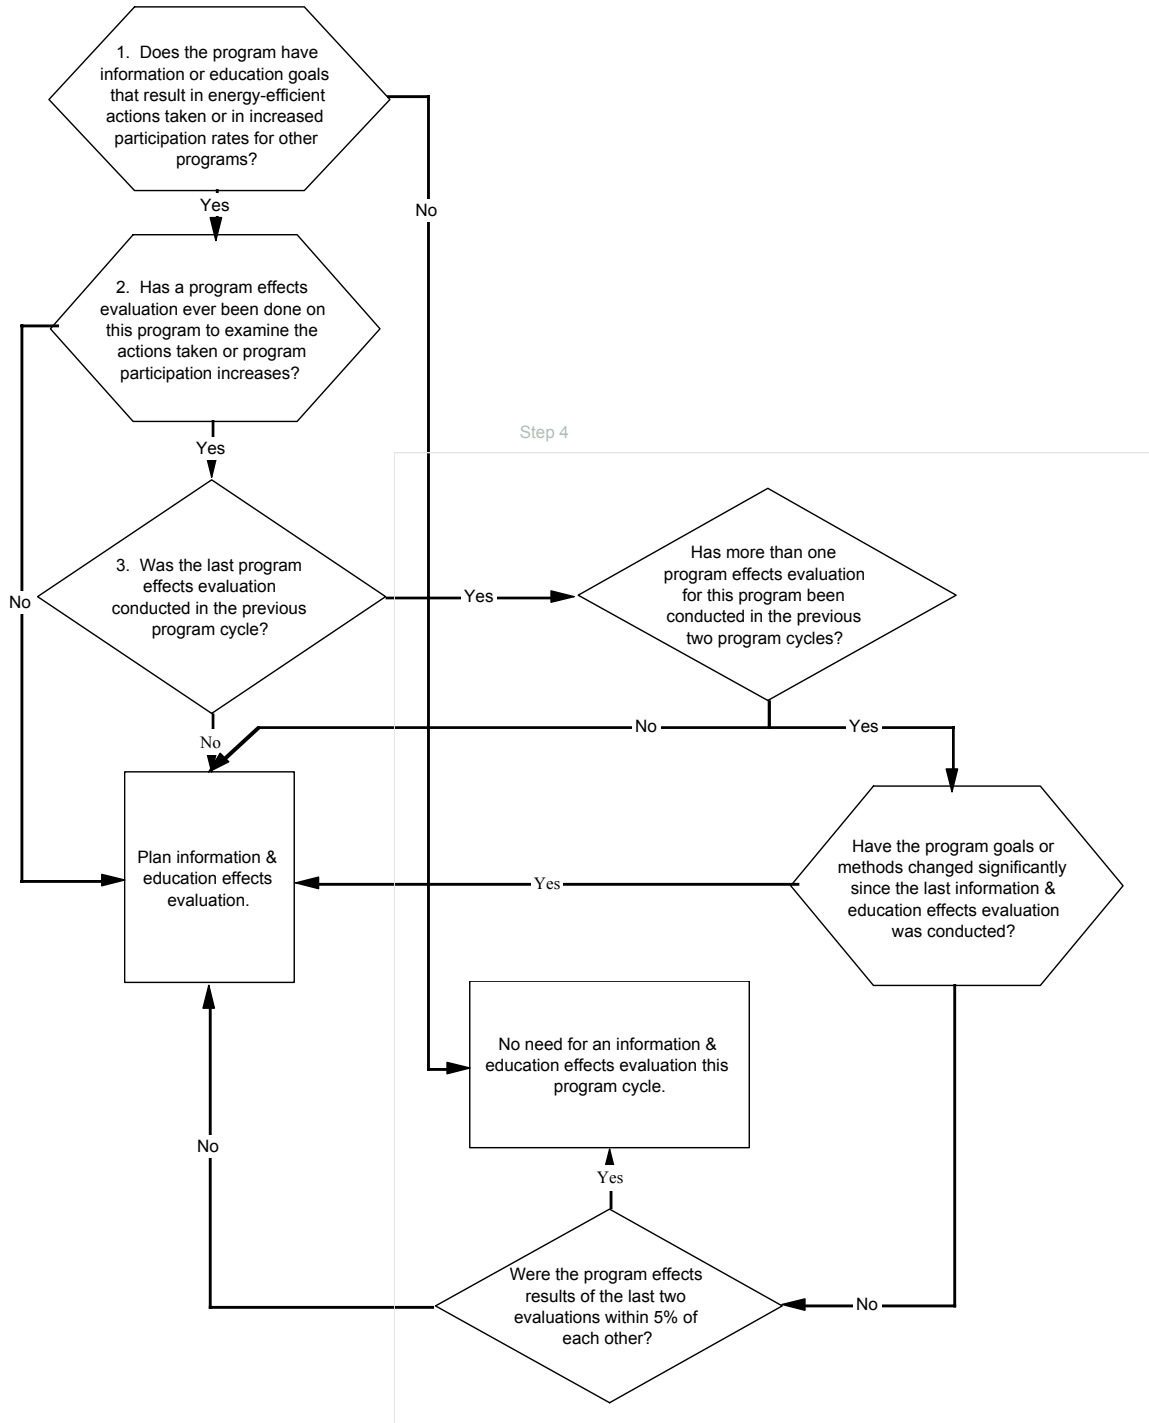 1. Does the program have
information or education goals
that result in energy-efficient
actions taken or in increased
participation rates for other
programs?
Yes
No
2. Has a program effects
evaluation ever been done on
this program to examine the
actions taken or program
participation increases?
Step 4
Yes
3. Was the last program
effects evaluation
conducted in the previous
program cycle?
Yes
Has more than one
program effects evaluation
for this program been
conducted in the previous
two program cycles?
No
No
No
Yes
Plan information &
education effects
evaluation.
Yes
Have the program goals or
methods changed significantly
since the last information &
education effects evaluation
was conducted?
No need for an information &
education effects evaluation this
program cycle.
No
Yes
Were the program effects
results of the last two
evaluations within 5% of
each other?
No